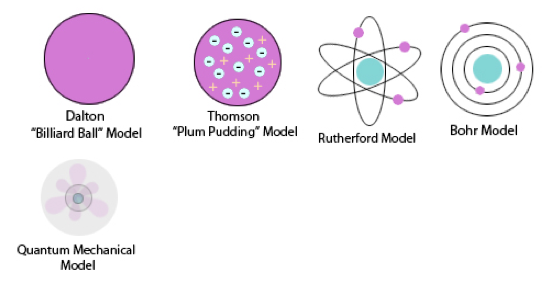 Dalton
“Billiard Ball” Model
Thomson
“Plum Pudding” Model
Rutherford Model
Bohr Model
Quantum Mechanical
Model